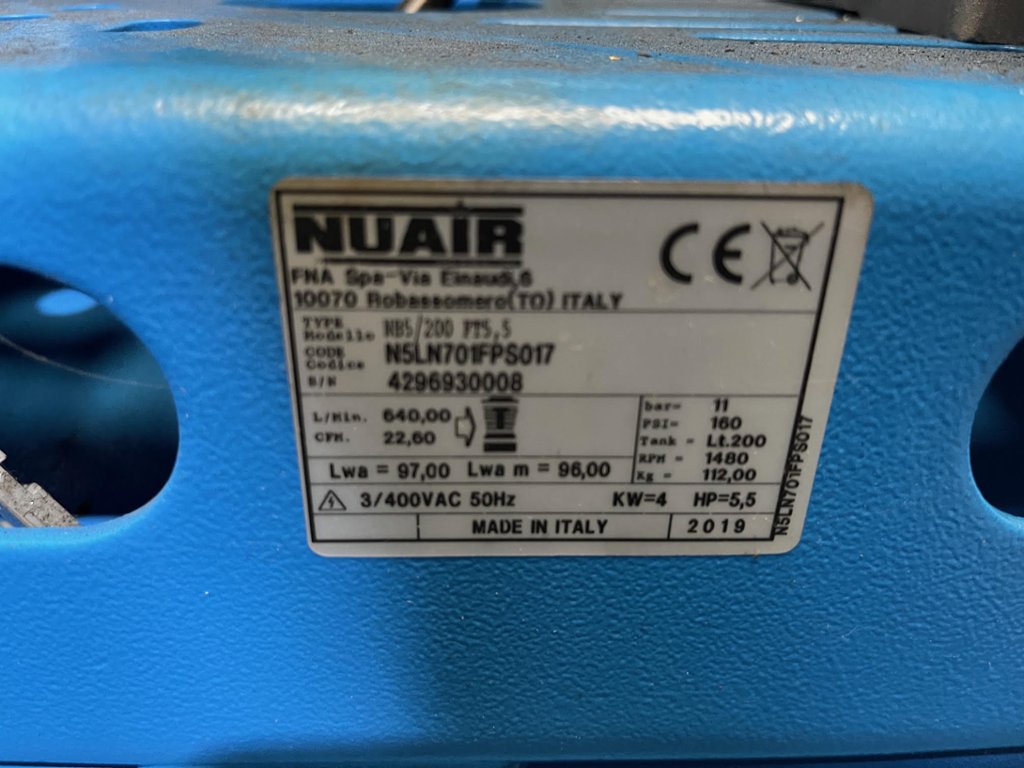 NUAIR
CE
FNA Spa-Via Einaudi,6
10070 Robassomero(TO) ITALY
TYPE
Modello NB5/200 FT5,5
CODE
Codice N5LN701FPS017
S/N 4296930008
L/Min. 640,00
CFM. 22,60
bar= 11
PSI= 160
Tank = Lt.200
RPM = 1480
Kg = 112,00
Lwa = 97,00 Lwa m = 96,00
3/400VAC 50Hz KW=4 HP=5,5
MADE IN ITALY 2019
N5LN701FPS017